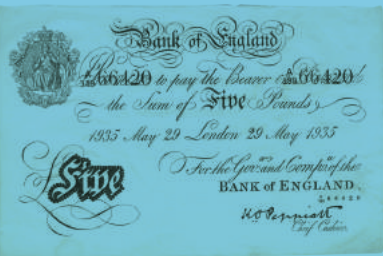 Bank of England
66420 to pay the Bearer 66420
the Sum of Five Pounds
1935 May 29 London 29 May 1935
For the Gov:r and Comp:a of the
BANK of ENGLAND
£Five
K.O. Peppiatt
Chief Cashier